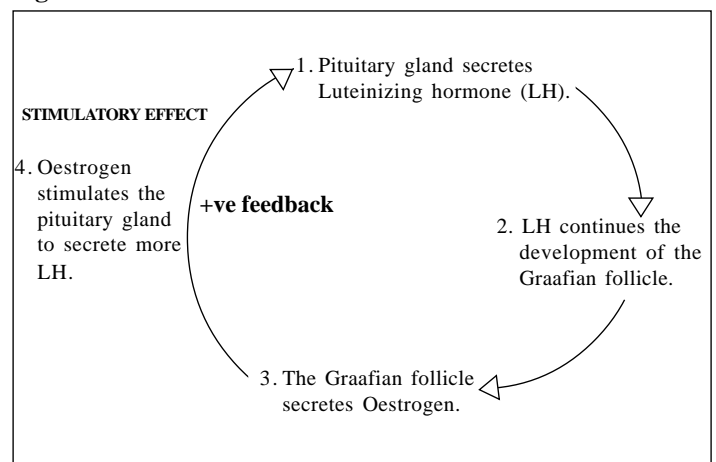 1. Pituitary gland secretes
Luteinizing hormone (LH).
STIMULATORY EFFECT
4. Oestrogen
stimulates the
pituitary gland
to secrete more
LH.
+ve feedback
2. LH continues the
development of the
Graafian follicle.
3. The Graafian follicle
secretes Oestrogen.